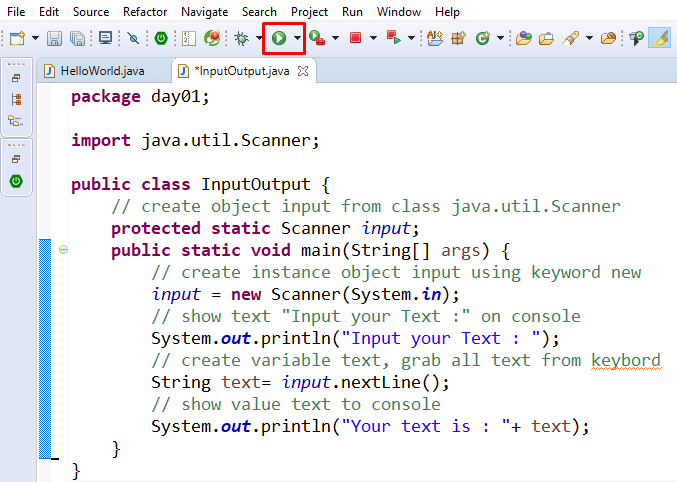 File Edit Source Refactor Navigate Search Project Run Window Help
HelloWorld.java *InputOutput.java
package day01;
import java.util.Scanner;
public class InputOutput {
// create object input from class java.util.Scanner
protected static Scanner input;
public static void main(String[] args) {
// create instance object input using keyword new
input = new Scanner(System.in);
// show text "Input your Text :" on console
System.out.println("Input your Text : ");
// create variable text, grab all text from keybord
String text= input.nextLine();
// show value text to console
System.out.println("Your text is : "+ text);
}
}